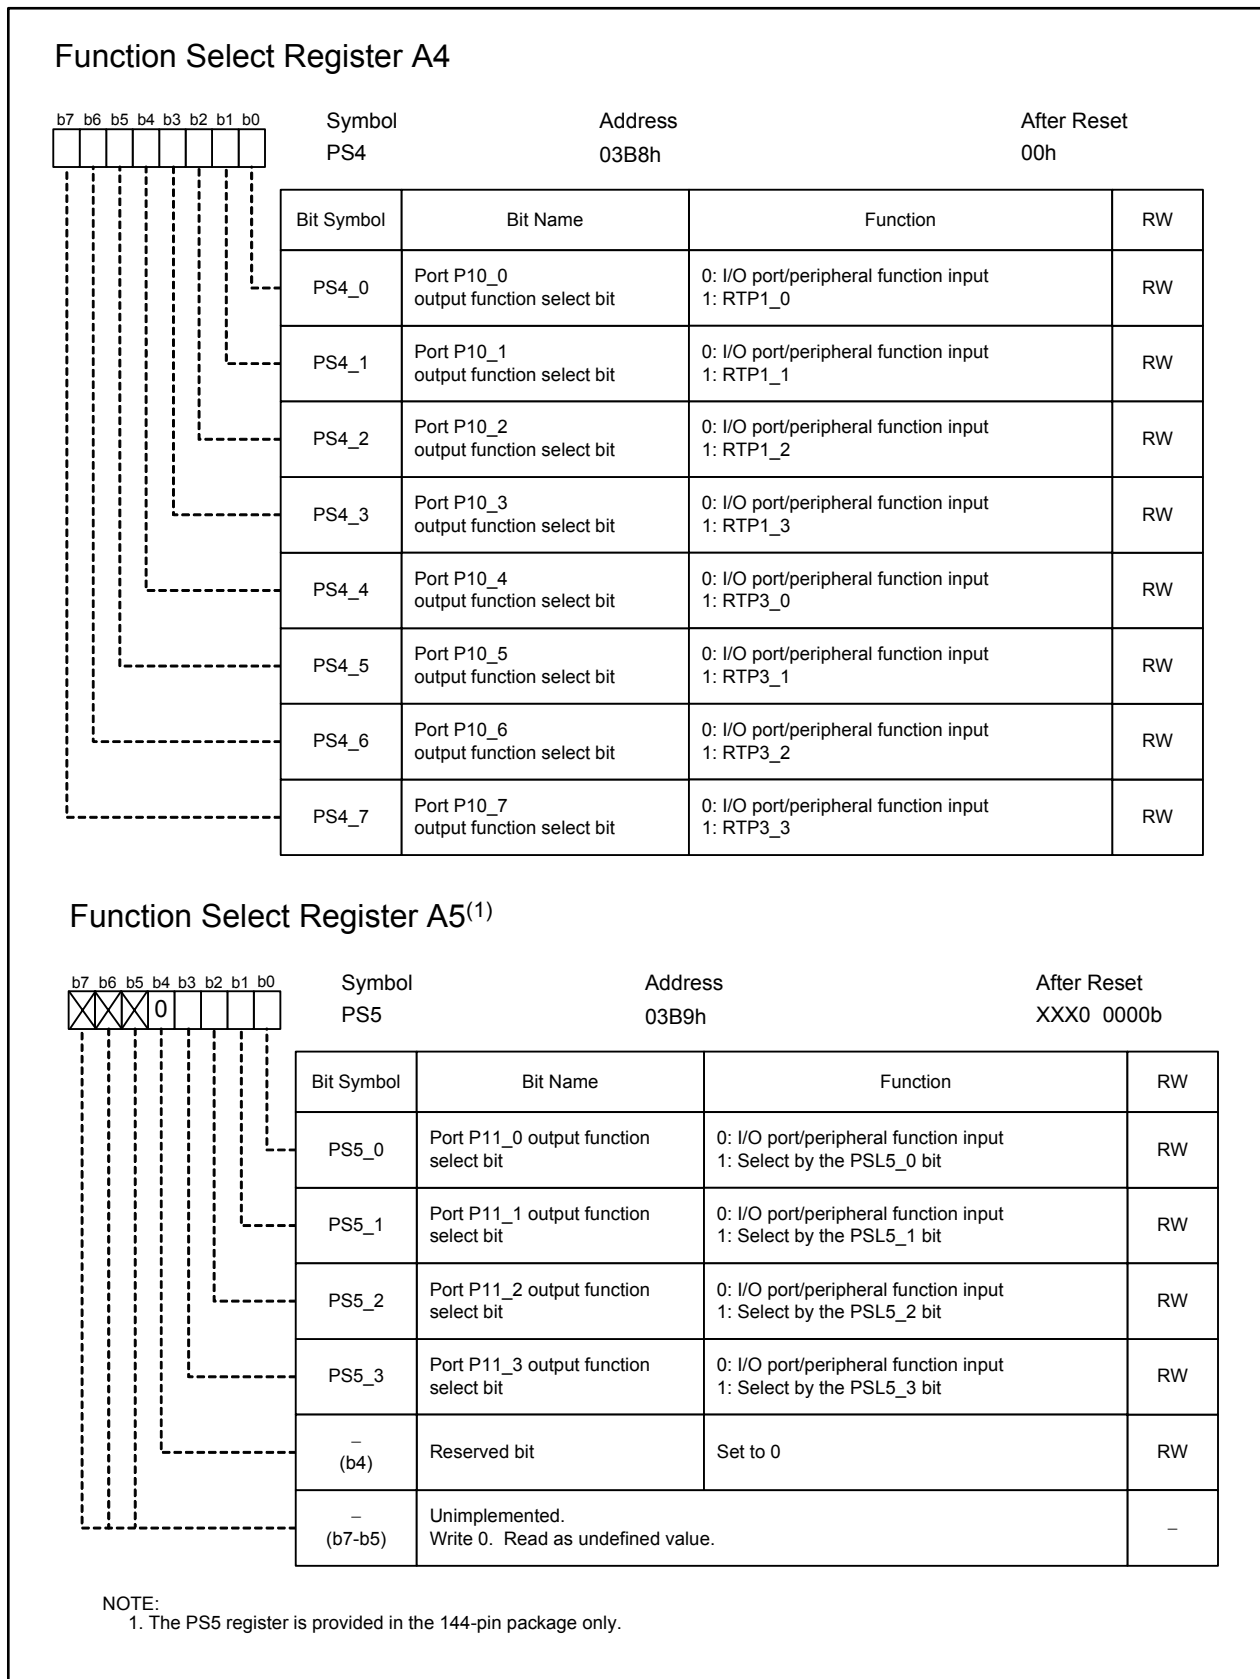 Function Select Register A4
b7 b6 b5 b4 b3 b2 b1 b0
Symbol Address After Reset
PS4 03B8h 00h
Bit Symbol Bit Name Function RW
PS4_0 Port P10_0 output function select bit 0: I/O port/peripheral function input 1: RTP1_0 RW
PS4_1 Port P10_1 output function select bit 0: I/O port/peripheral function input 1: RTP1_1 RW
PS4_2 Port P10_2 output function select bit 0: I/O port/peripheral function input 1: RTP1_2 RW
PS4_3 Port P10_3 output function select bit 0: I/O port/peripheral function input 1: RTP1_3 RW
PS4_4 Port P10_4 output function select bit 0: I/O port/peripheral function input 1: RTP3_0 RW
PS4_5 Port P10_5 output function select bit 0: I/O port/peripheral function input 1: RTP3_1 RW
PS4_6 Port P10_6 output function select bit 0: I/O port/peripheral function input 1: RTP3_2 RW
PS4_7 Port P10_7 output function select bit 0: I/O port/peripheral function input 1: RTP3_3 RW
Function Select Register A5(1)
b7 b6 b5 b4 b3 b2 b1 b0
0
Symbol Address After Reset
PS5 03B9h XXX0 0000b
Bit Symbol Bit Name Function RW
PS5_0 Port P11_0 output function select bit 0: I/O port/peripheral function input 1: Select by the PSL5_0 bit RW
PS5_1 Port P11_1 output function select bit 0: I/O port/peripheral function input 1: Select by the PSL5_1 bit RW
PS5_2 Port P11_2 output function select bit 0: I/O port/peripheral function input 1: Select by the PSL5_2 bit RW
PS5_3 Port P11_3 output function select bit 0: I/O port/peripheral function input 1: Select by the PSL5_3 bit RW
– (b4) Reserved bit Set to 0 RW
– (b7-b5) Unimplemented. Write 0. Read as undefined value. –
NOTE:
1. The PS5 register is provided in the 144-pin package only.